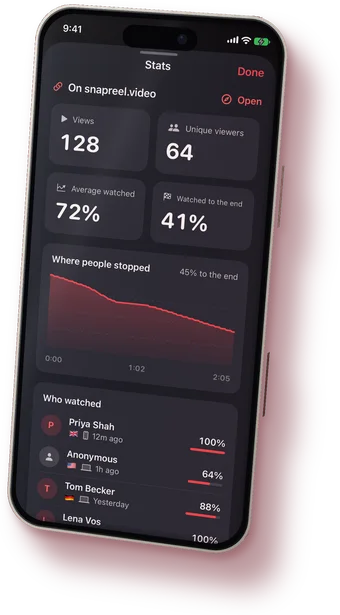 9:41
Stats
Done
On snapreel.video
Open
Views
128
Unique viewers
64
Average watched
72%
Watched to the end
41%
Where people stopped
45% to the end
0:00
1:02
2:05
Who watched
P
Priya Shah
12m ago
100%
Anonymous
1h ago
64%
T
Tom Becker
Yesterday
88%
L
Lena Vos
100%